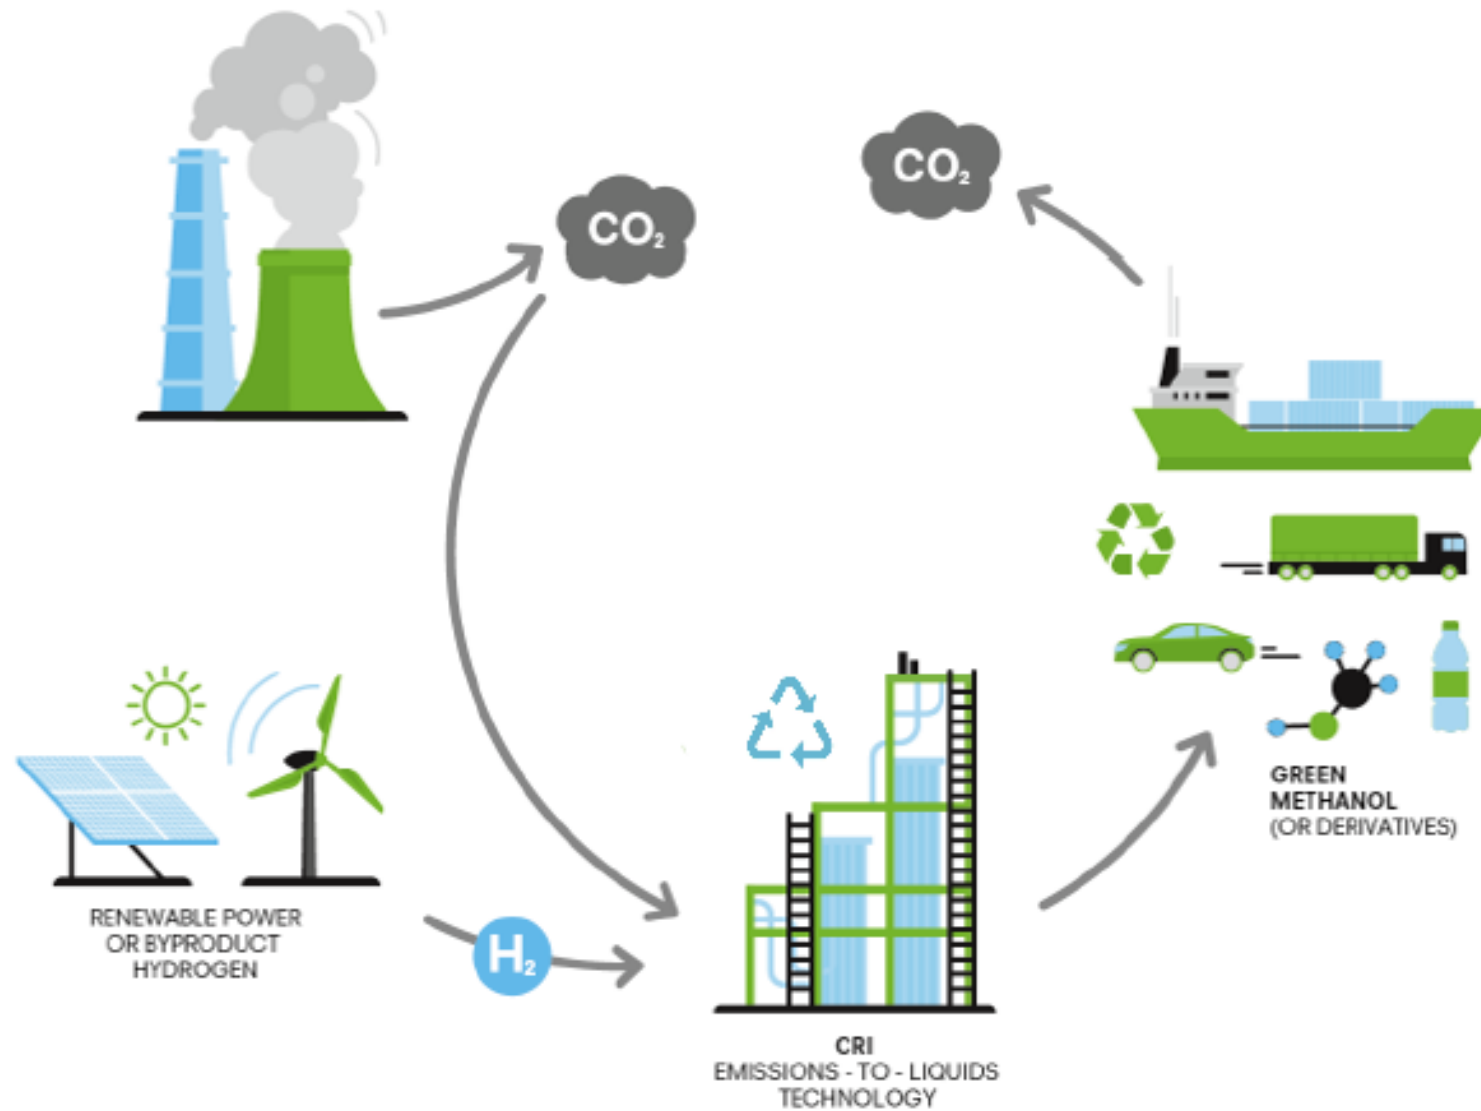 CO₂
CO₂
RENEWABLE POWER
OR BYPRODUCT
HYDROGEN
H₂
CRI
EMISSIONS - TO - LIQUIDS
TECHNOLOGY
GREEN
METHANOL
(OR DERIVATIVES)